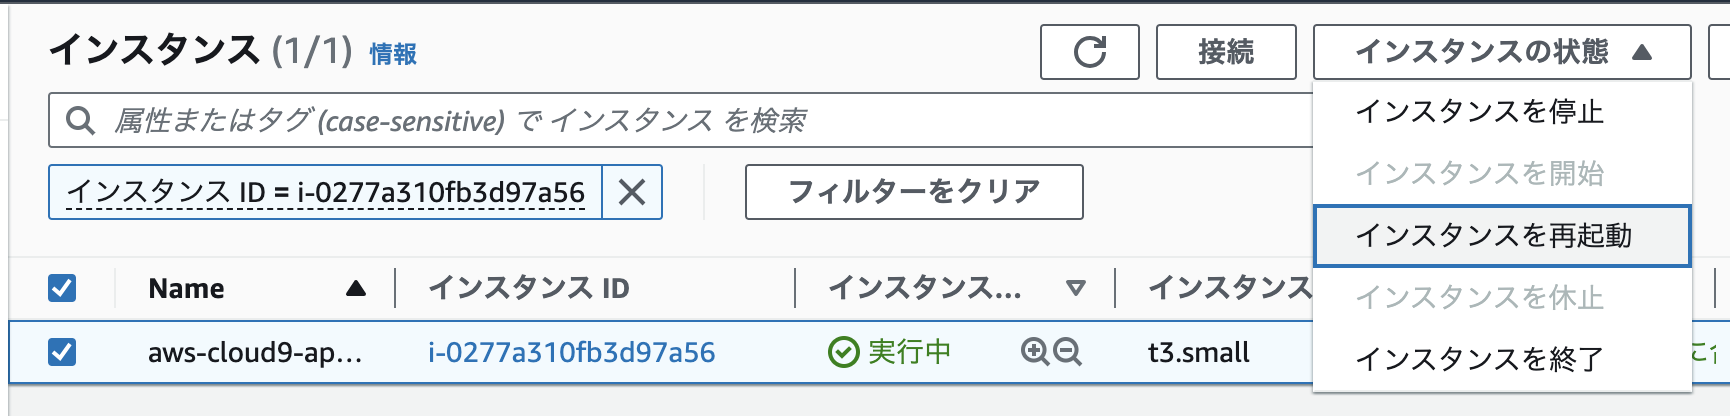 インスタンス (1/1) 情報
接続
インスタンスの状態
属性またはタグ (case-sensitive) で インスタンス を検索
インスタンス ID = i-0277a310fb3d97a56
フィルターをクリア
インスタンスを停止
インスタンスを開始
インスタンスを再起動
インスタンスを休止
インスタンスを終了
Name
インスタンス ID
インスタンス...
インスタンス
aws-cloud9-ap...
i-0277a310fb3d97a56
実行中
t3.small